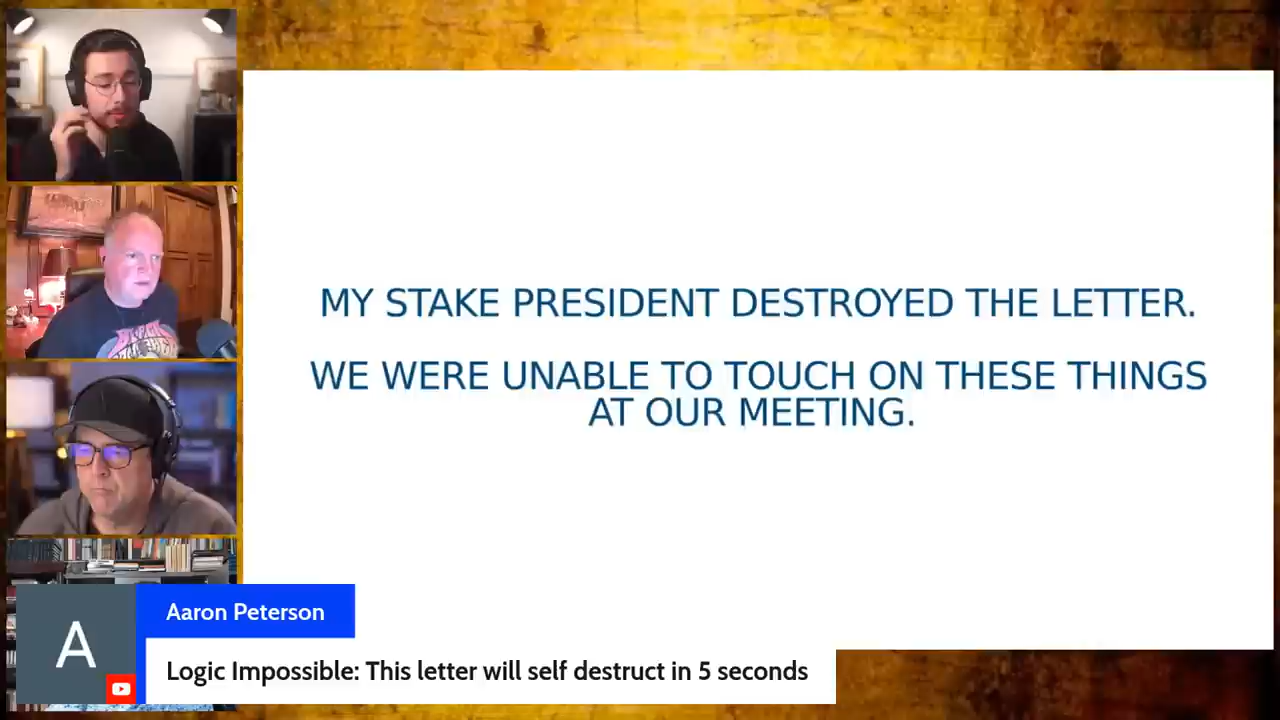 MY STAKE PRESIDENT DESTROYED THE LETTER.
WE WERE UNABLE TO TOUCH ON THESE THINGS
AT OUR MEETING.
A
Aaron Peterson
Logic Impossible: This letter will self destruct in 5 seconds